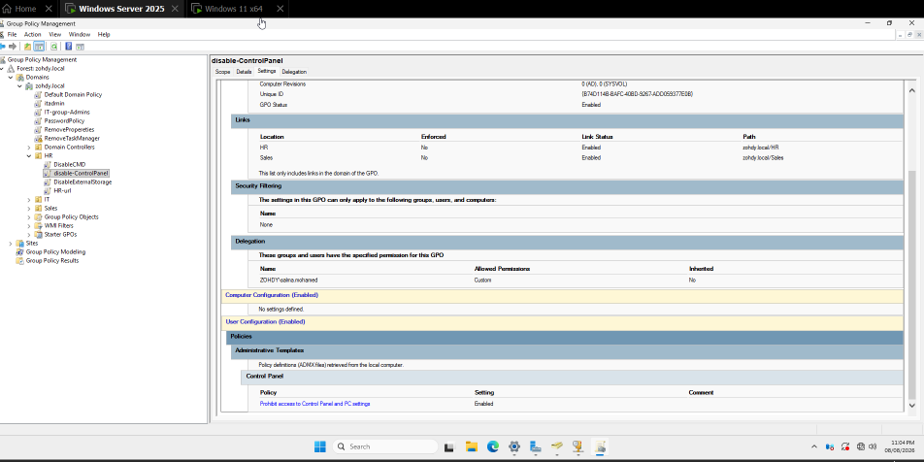 Home
Windows Server 2025
Windows 11 x64
Group Policy Management
File Action View Window Help
Group Policy Management
Forest: zohdy.local
Domains
zohdy.local
Default Domain Policy
itadmin
IT-group-Admins
PasswordPolicy
RemovePropereties
RemoveTaskManager
Domain Controllers
HR
DisableCMD
disable-ControlPanel
DisableExternalStorage
HR-url
IT
Sales
Group Policy Objects
WMI Filters
Starter GPOs
Sites
Group Policy Modeling
Group Policy Results
disable-ControlPanel
Scope Details Settings Delegation
Computer Revisions 0 (AD), 0 (SYSVOL)
Unique ID
GPO Status Enabled
Links
Location Enforced Link Status Path
HR No Enabled zohdy.local/HR
Sales No Enabled zohdy.local/Sales
This list only includes links in the domain of the GPO.
Security Filtering
The settings in this GPO can only apply to the following groups, users, and computers:
Name
None
Delegation
These groups and users have the specified permission for this GPO
Name Allowed Permissions Inherited
ZOHDY\salma.mohamed Custom No
Computer Configuration (Enabled)
No settings defined.
User Configuration (Enabled)
Policies
Administrative Templates
Policy definitions (ADMX files) retrieved from the local computer.
Control Panel
Policy Setting Comment
Prohibit access to Control Panel and PC settings Enabled
Search
11:04 PM